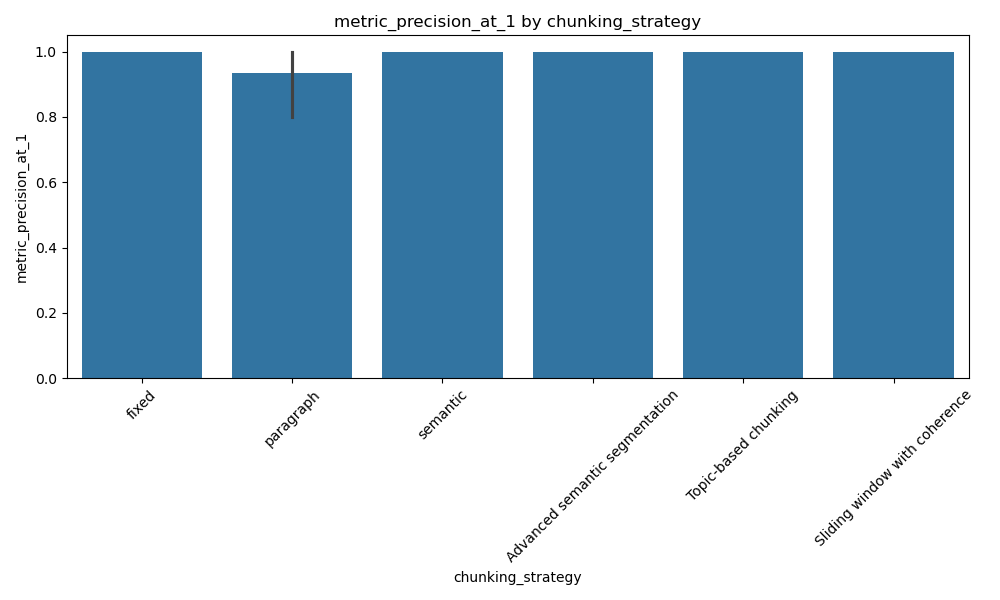 metric_precision_at_1 by chunking_strategy
metric_precision_at_1
1.0
0.8
0.6
0.4
0.2
0.0
fixed
paragraph
semantic
Advanced semantic segmentation
Topic-based chunking
Sliding window with coherence
chunking_strategy